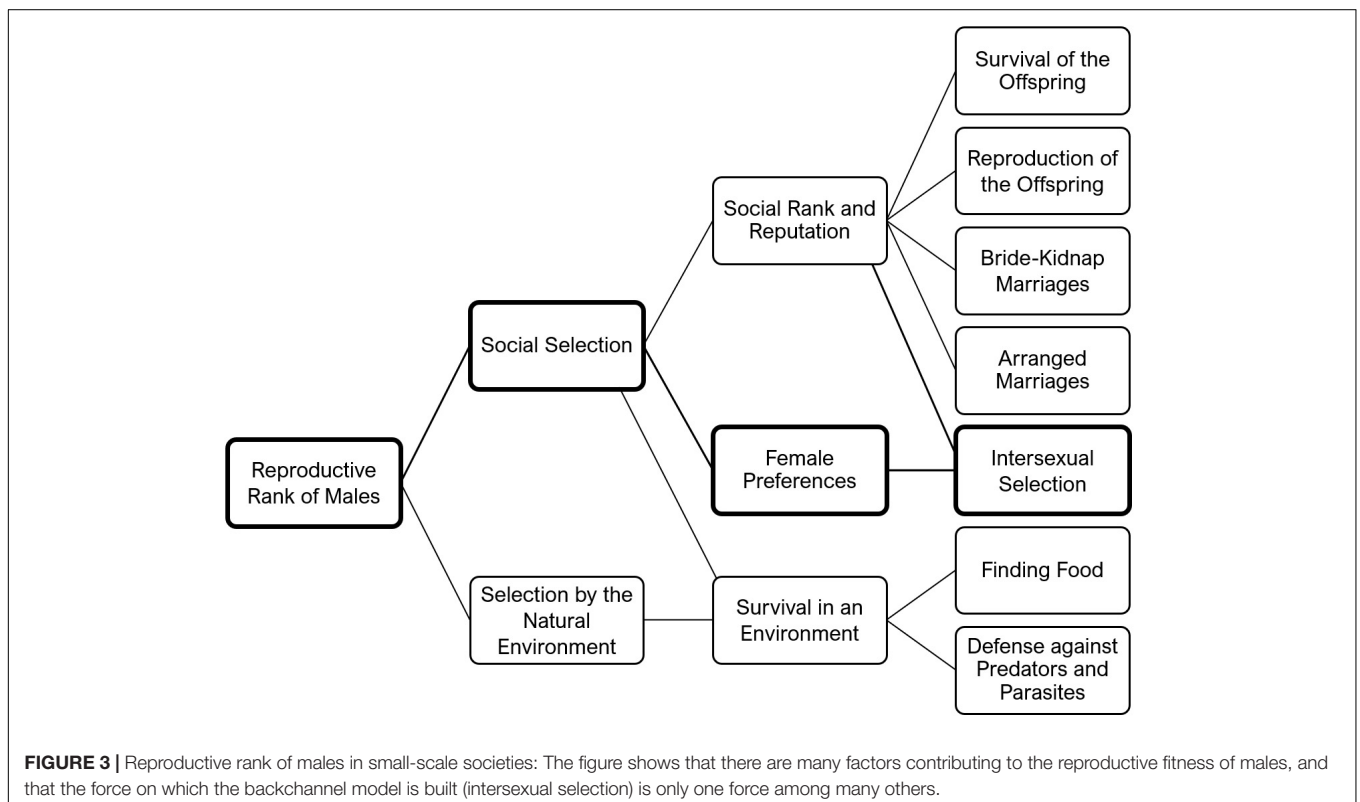 Survival of the
Offspring
Reproduction of
the Offspring
Social Rank and
Reputation
Bride-Kidnap
Marriages
Social Selection
Arranged
Marriages
Reproductive
Rank of Males
Female
Preferences
Intersexual
Selection
Selection by the
Natural
Environment
Survival in an
Environment
Finding Food
Defense against
Predators and
Parasites
FIGURE 3 | Reproductive rank of males in small-scale societies: The figure shows that there are many factors contributing to the reproductive fitness of males, and
that the force on which the backchannel model is built (intersexual selection) is only one force among many others.